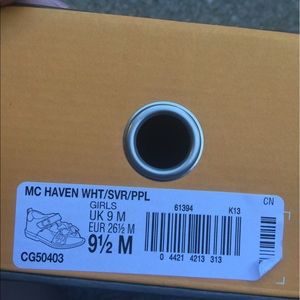 MC HAVEN WHT/SVR/PPL
GIRLS
UK 9 M
EUR 26½ M
9½ M
CG50403
61394 K13
0 4421 4213 313
CN